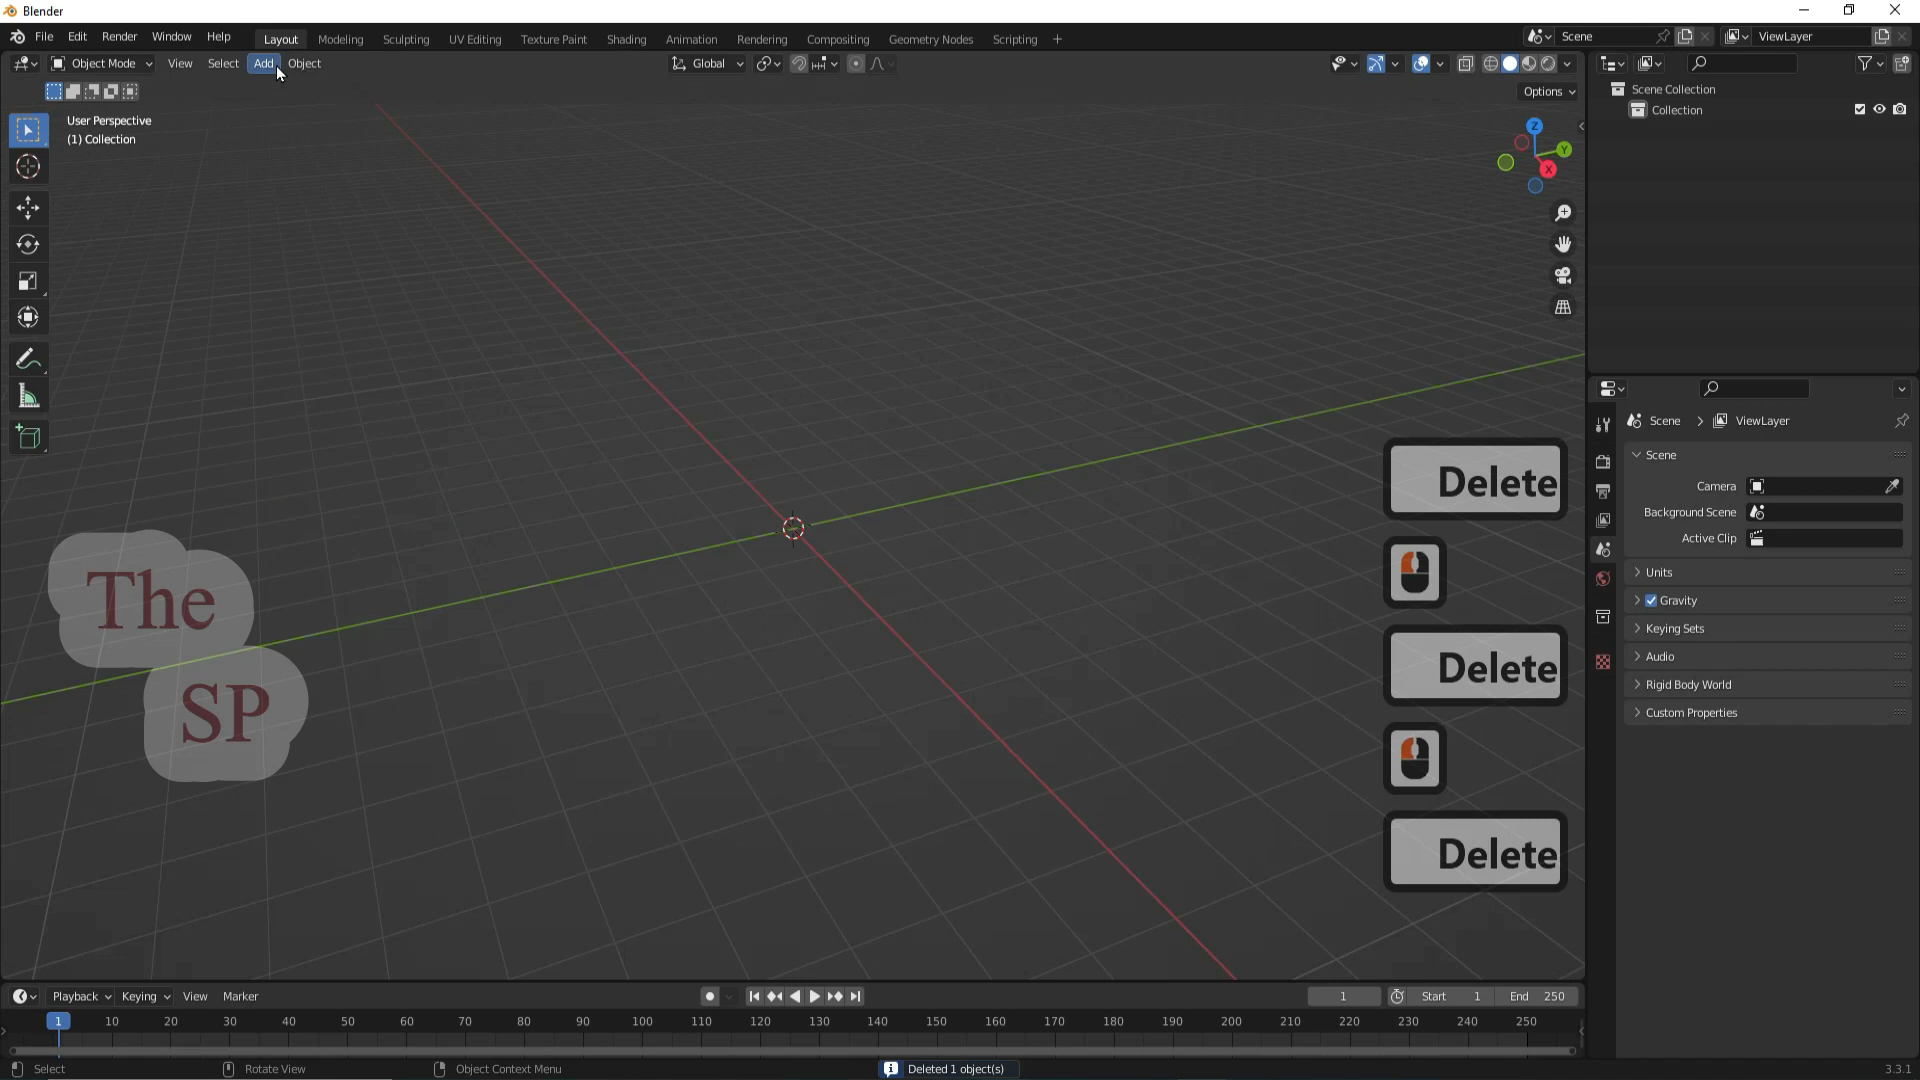 Blender
File Edit Render Window Help Layout Modeling Sculpting UV Editing Texture Paint Shading Animation Rendering Compositing Geometry Nodes Scripting + Scene ViewLayer
Object Mode View Select Add Object Global
Options
User Perspective
(1) Collection
Z
Y
X
Scene Collection
Collection
Scene > ViewLayer
Scene
Camera
Background Scene
Active Clip
Units
Gravity
Keying Sets
Audio
Rigid Body World
Custom Properties
Delete
Delete
Delete
The
SP
Playback Keying View Marker 1 Start 1 End 250
1 10 20 30 40 50 60 70 80 90 100 110 120 130 140 150 160 170 180 190 200 210 220 230 240 250
Select Rotate View Object Context Menu Deleted 1 object(s) 3.3.1